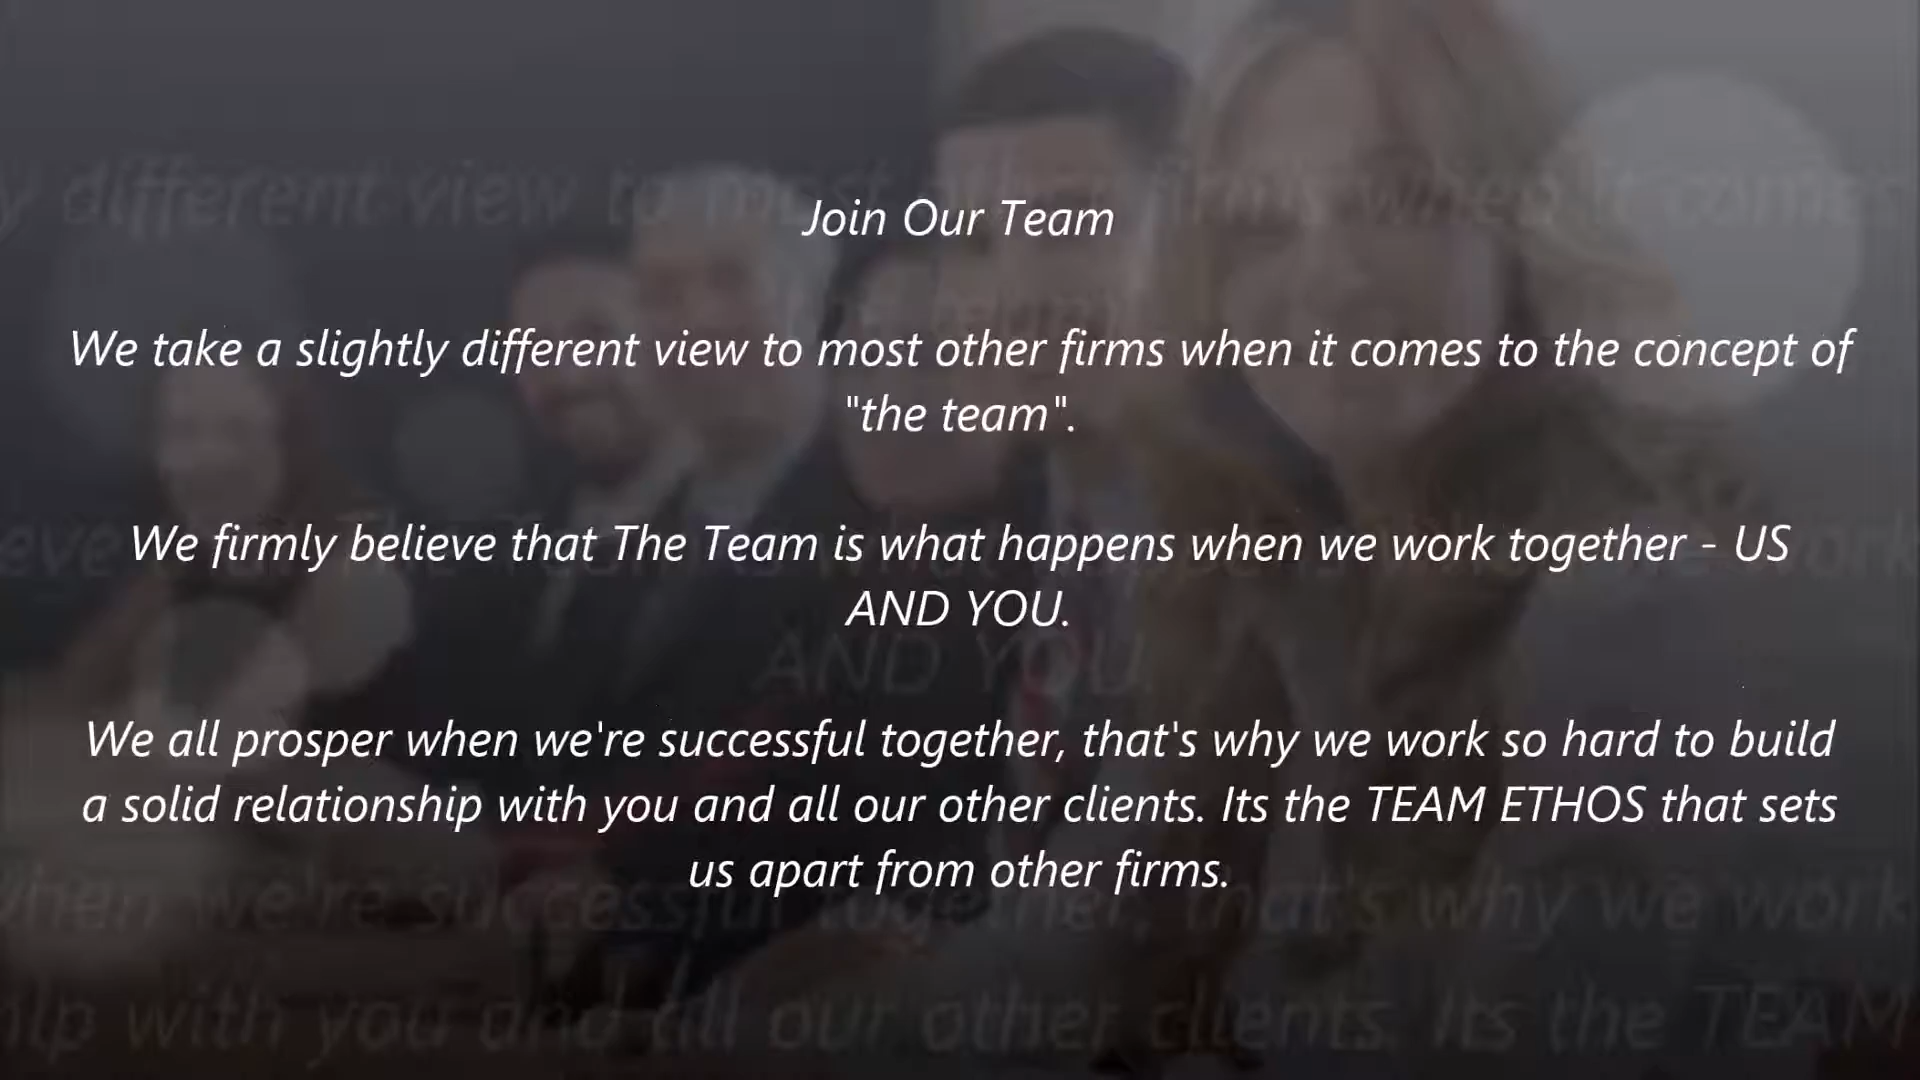 Join Our Team
We take a slightly different view to most other firms when it comes to the concept of
"the team".
We firmly believe that The Team is what happens when we work together - US
AND YOU.
We all prosper when we're successful together, that's why we work so hard to build
a solid relationship with you and all our other clients. Its the TEAM ETHOS that sets
us apart from other firms.